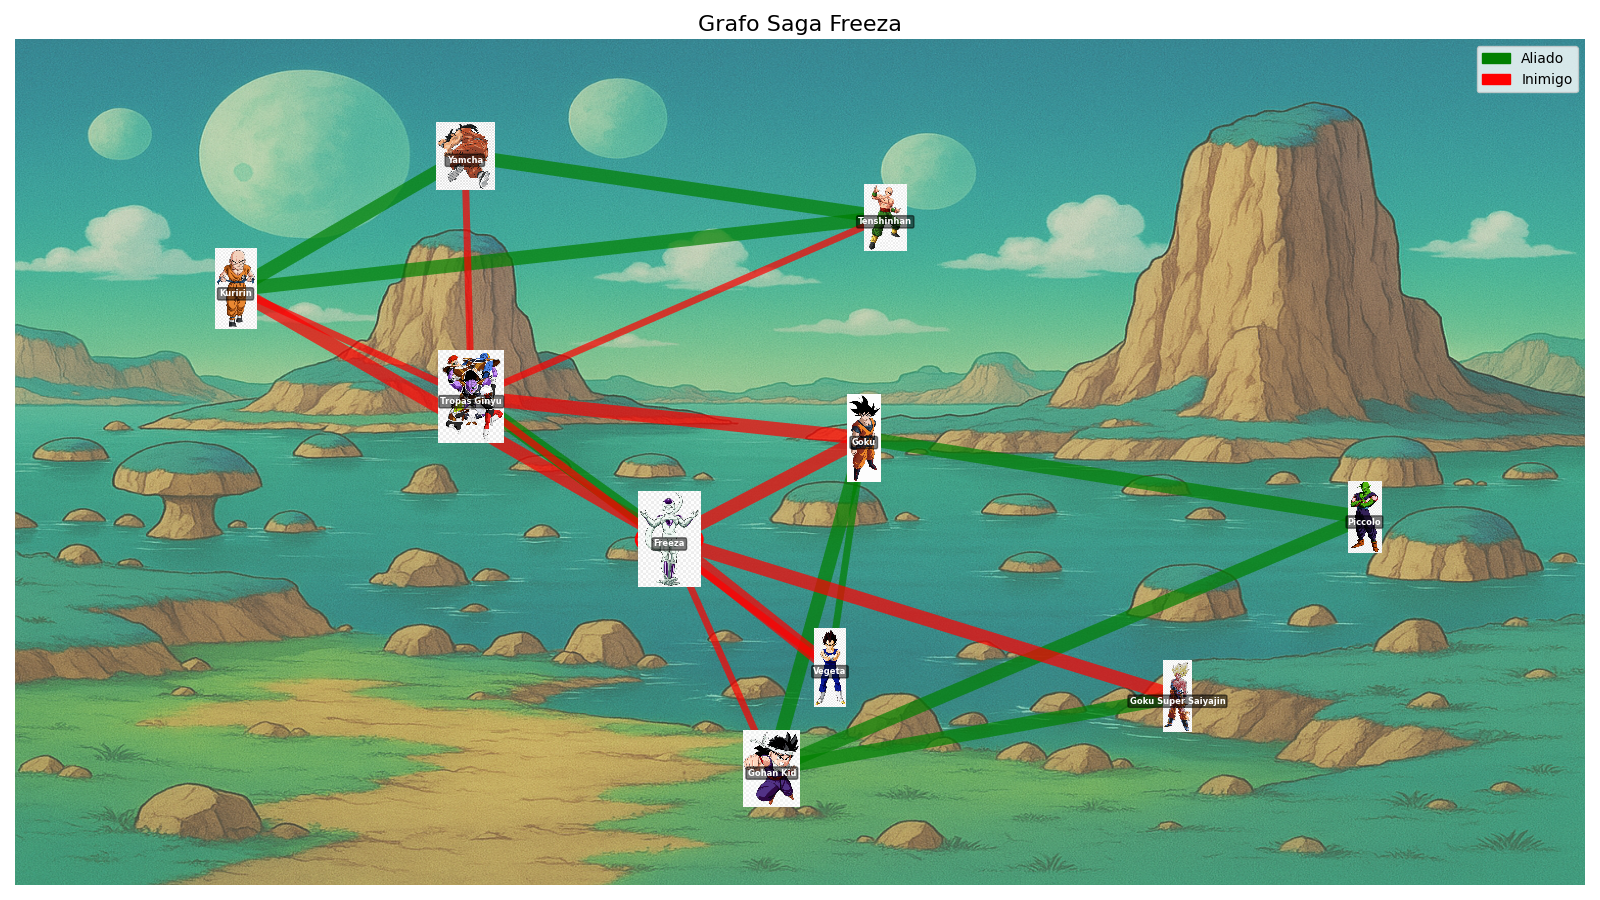 Grafo Saga Freeza
Aliado
Inimigo
Yamcha
Tenshinhan
Kuririn
Tropas Ginyu
Goku
Piccolo
Freeza
Vegeta
Goku Super Saiyajin
Gohan Kid